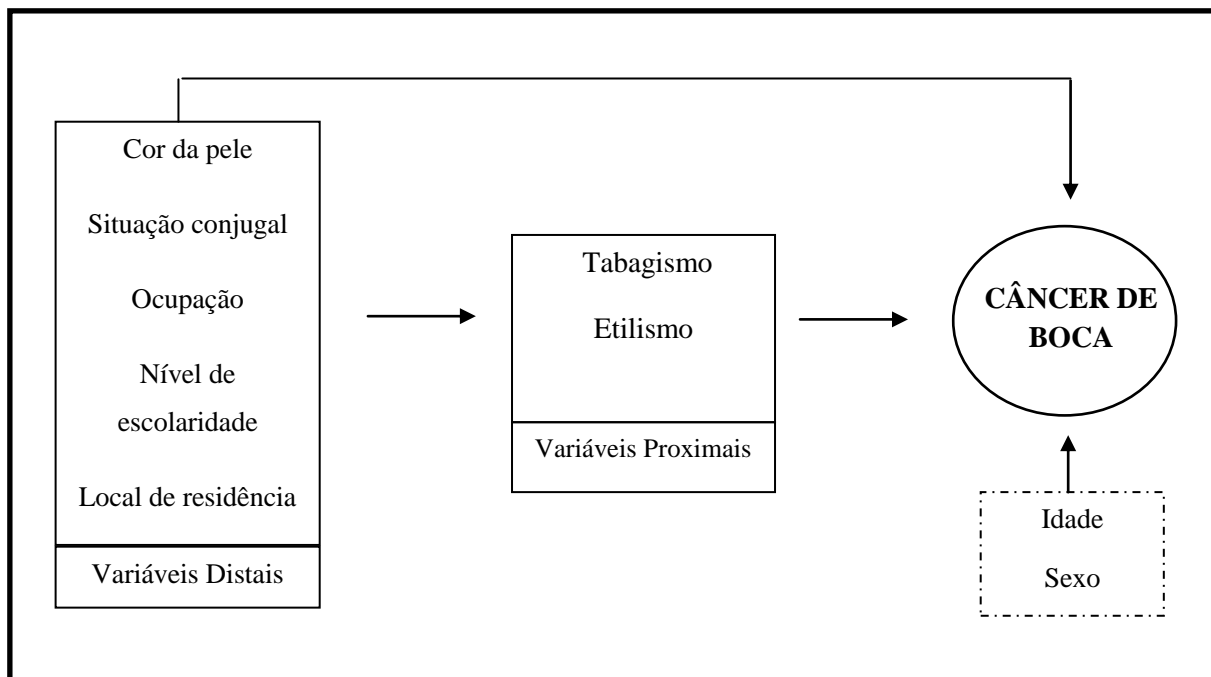 Cor da pele
Situação conjugal
Ocupação
Nível de
escolaridade
Local de residência
Variáveis Distais
Tabagismo
Etilismo
Variáveis Proximais
CÂNCER DE
BOCA
Idade
Sexo